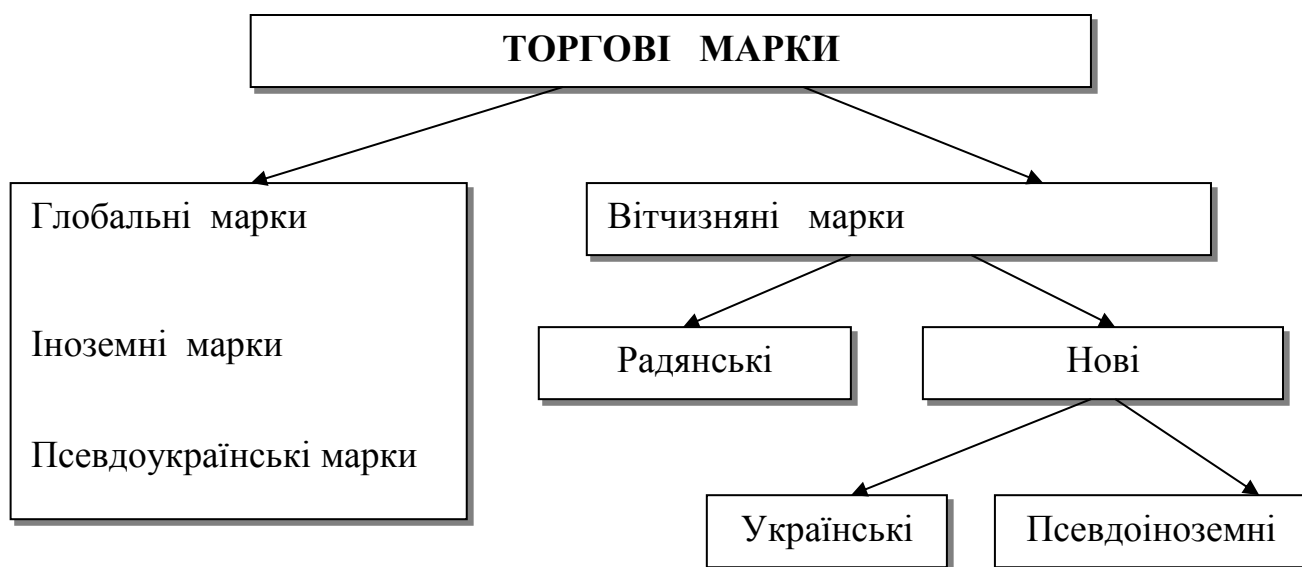 ТОРГОВІ МАРКИ
Глобальні марки
Іноземні марки
Псевдоукраїнські марки
Вітчизняні марки
Радянські
Нові
Українські
Псевдоіноземні